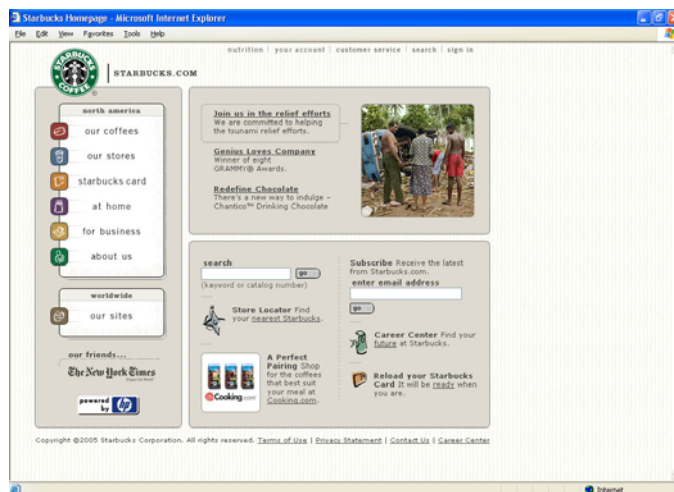 Starbucks Homepage - Microsoft Internet Explorer
File Edit View Favorites Tools Help
nutrition | your account | customer service | search | sign in
STARBUCKS
COFFEE
STARBUCKS.COM
north america
our coffees
our stores
starbucks card
at home
for business
about us
worldwide
our sites
our friends...
The New York Times
powered
by
hp
Join us in the relief efforts
We are committed to helping
the tsunami relief efforts.
Genius Loves Company
Winner of eight
GRAMMY® Awards.
Redefine Chocolate
There's a new way to indulge –
Chantico™ Drinking Chocolate
search
go
(keyword or catalog number)
Store Locator Find
your nearest Starbucks.
A Perfect
Pairing Shop
for the coffees
that best suit
your meal at
Cooking.com.
Cooking.com
Subscribe Receive the latest
from Starbucks.com.
enter email address
go
Career Center Find your
future at Starbucks.
Reload your Starbucks
Card It will be ready when
you are.
Copyright ©2005 Starbucks Corporation. All rights reserved. Terms of Use | Privacy Statement | Contact Us | Career Center
Internet